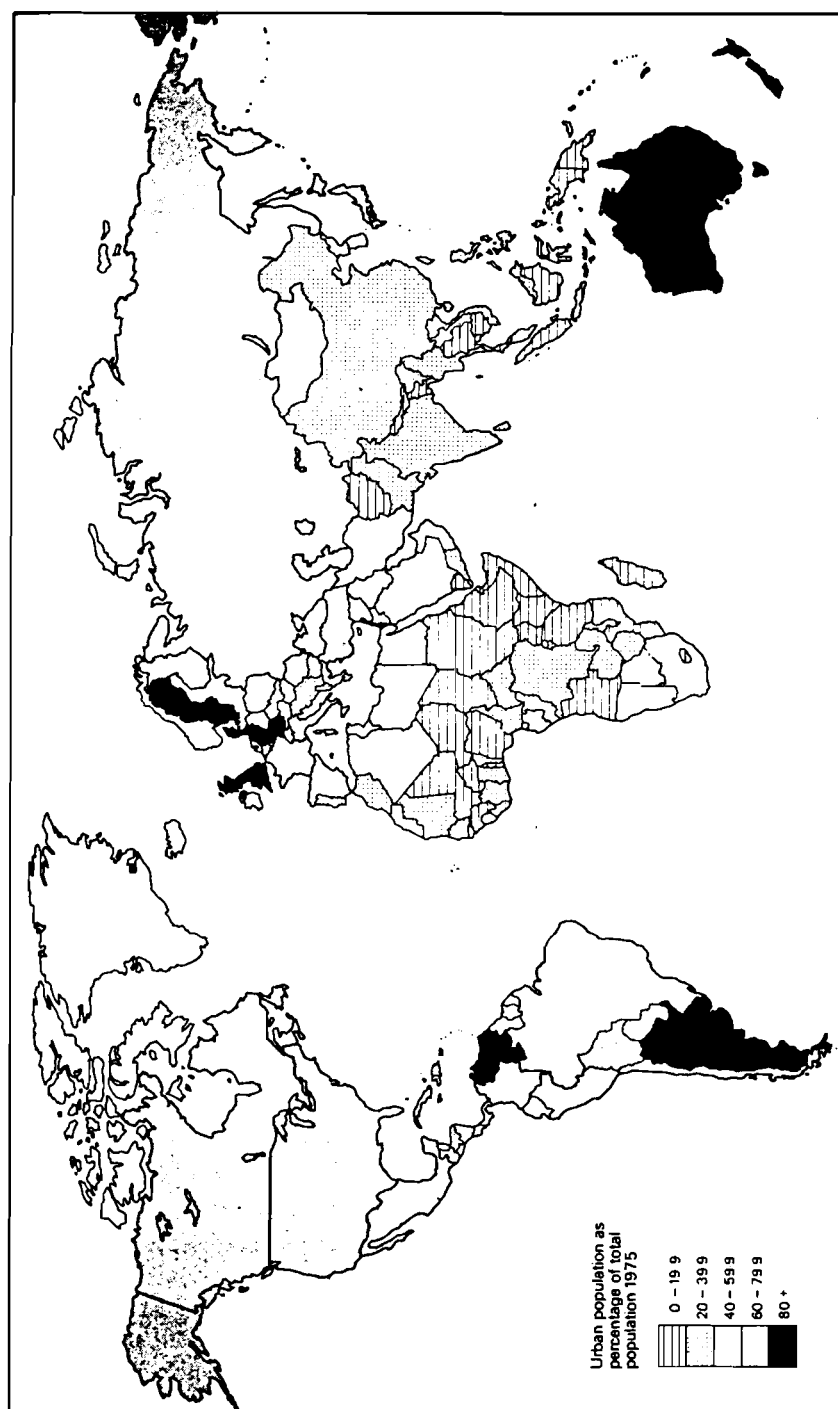 Urban population as
percentage of total
population 1975
0 – 19 9
20 – 39 9
40 – 59 9
60 – 79 9
80 +